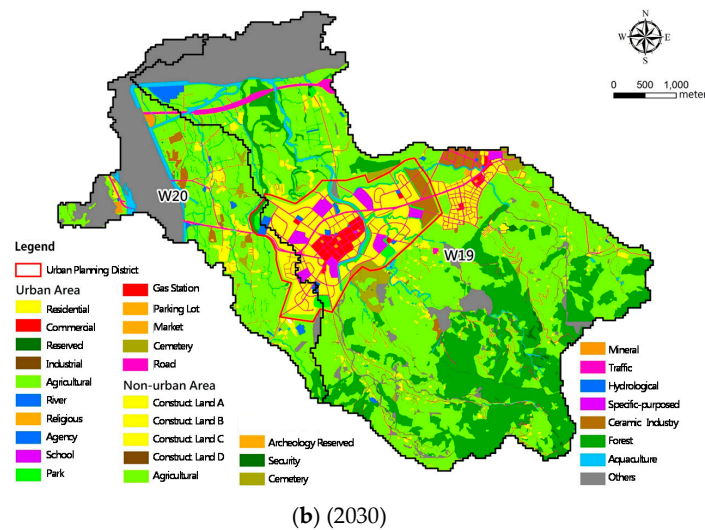 N
W E
S
0 500 1,000
meter
W20
W19
Legend
Urban Planning District
Urban Area
Residential
Commercial
Reserved
Industrial
Agricultural
River
Religious
Agency
School
Park
Gas Station
Parking Lot
Market
Cemetery
Road
Non-urban Area
Construct Land A
Construct Land B
Construct Land C
Construct Land D
Agricultural
Archeology Reserved
Security
Cemetery
Mineral
Traffic
Hydrological
Specific-purposed
Ceramic Industry
Forest
Aquaculture
Others
(b) (2030)